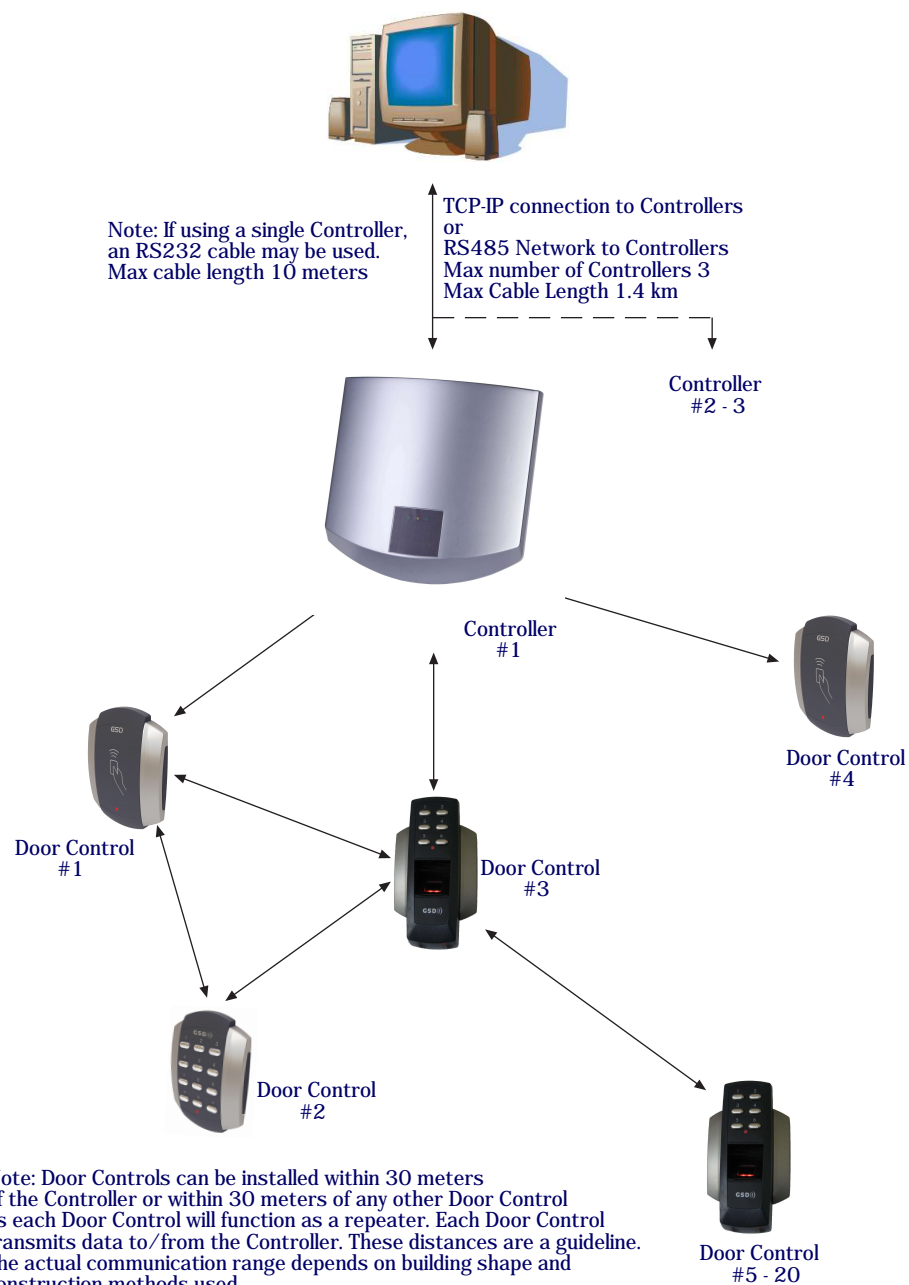 Note: If using a single Controller,
an RS232 cable may be used.
Max cable length 10 meters
TCP-IP connection to Controllers
or
RS485 Network to Controllers
Max number of Controllers 3
Max Cable Length 1.4 km
Controller
#2 - 3
Controller
#1
GSD
Door Control
#4
GSD
Door Control
#1
GSD
Door Control
#3
GSD
Door Control
#2
GSD
Door Control
#5 - 20
ote: Door Controls can be installed within 30 meters
f the Controller or within 30 meters of any other Door Control
s each Door Control will function as a repeater. Each Door Control
ransmits data to/from the Controller. These distances are a guideline.
he actual communication range depends on building shape and
onstruction methods used